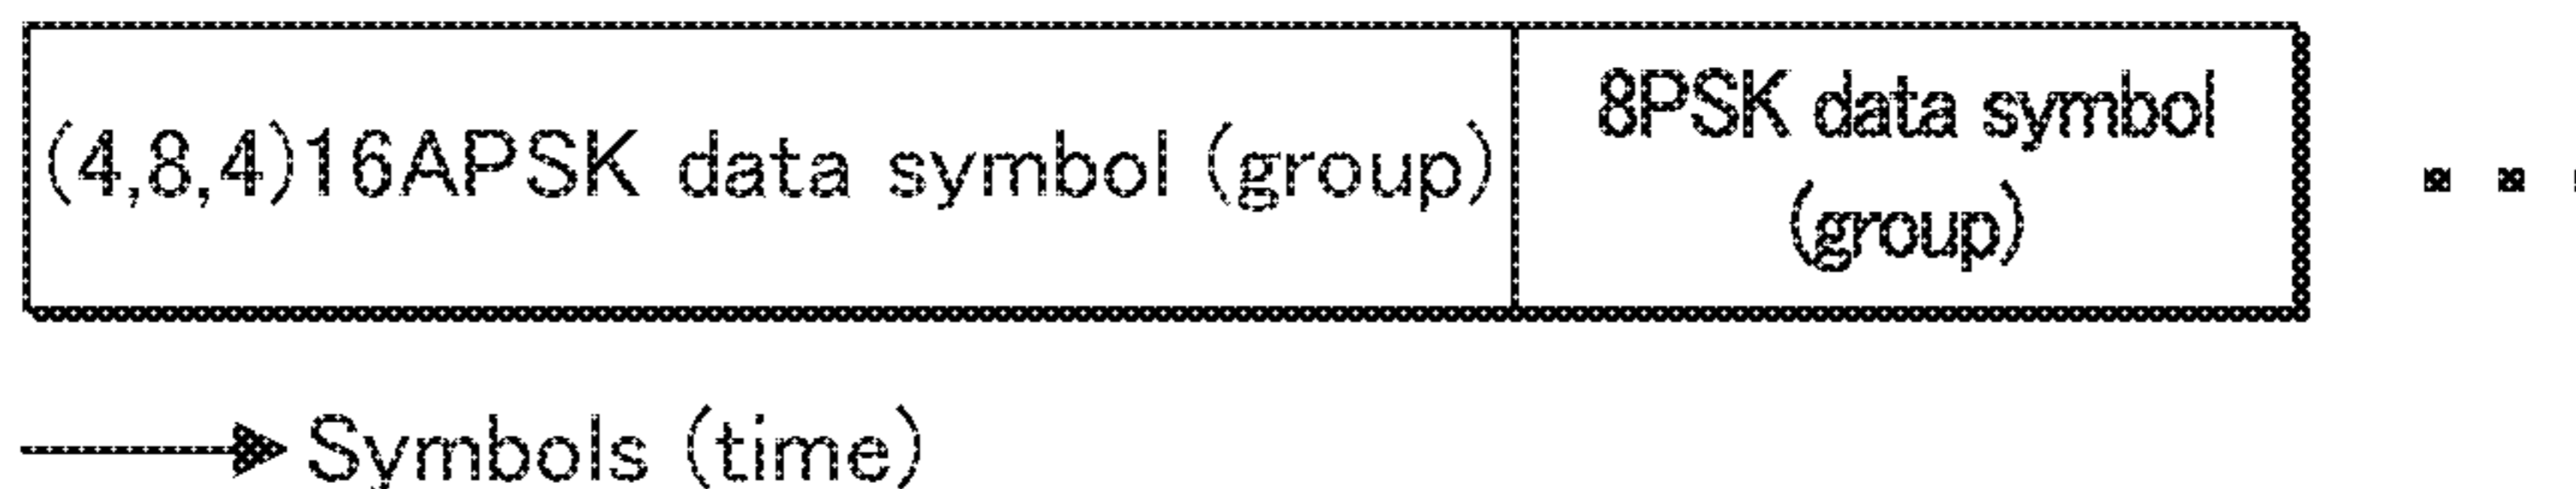 (4,8,4)16APSK data symbol (group)
8PSK data symbol
(group)
Symbols (time)